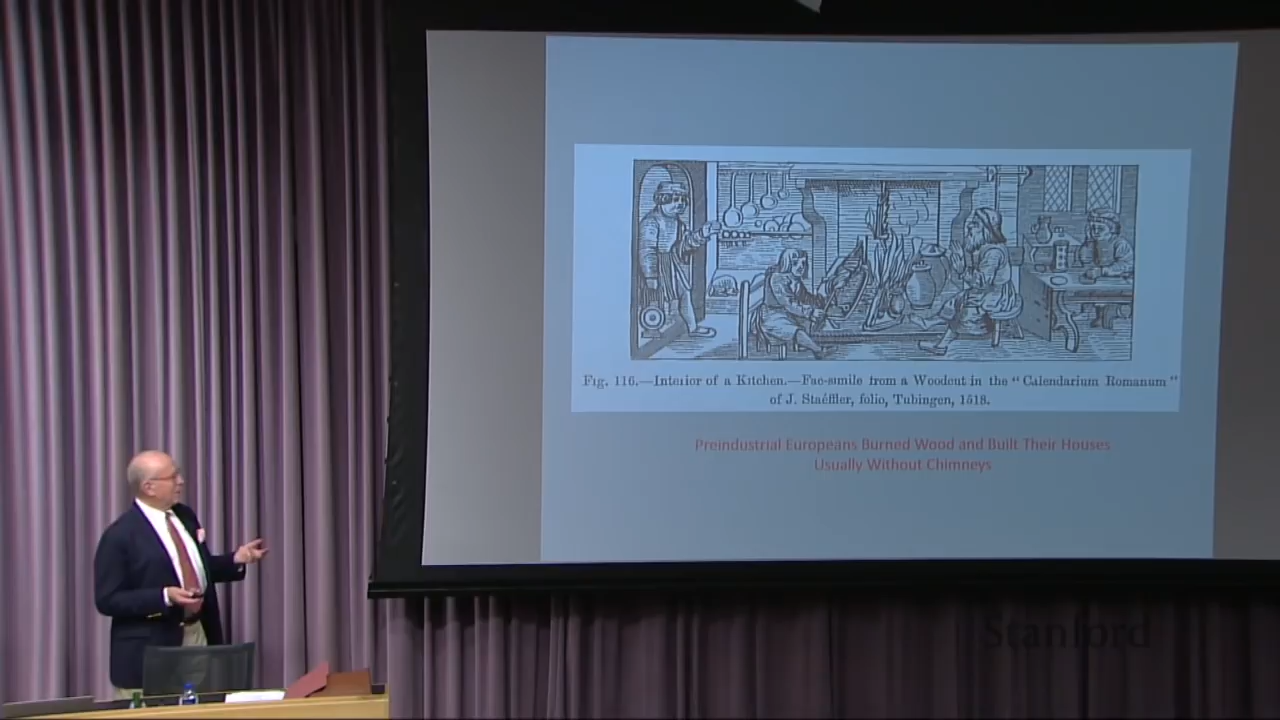 Fig. 116.—Interior of a Kitchen.—Fac-simile from a Woodcut in the "Calendarium Romanum"
of J. Staéffler, folio, Tubingen, 1518.
Preindustrial Europeans Burned Wood and Built Their Houses
Usually Without Chimneys
Stanford